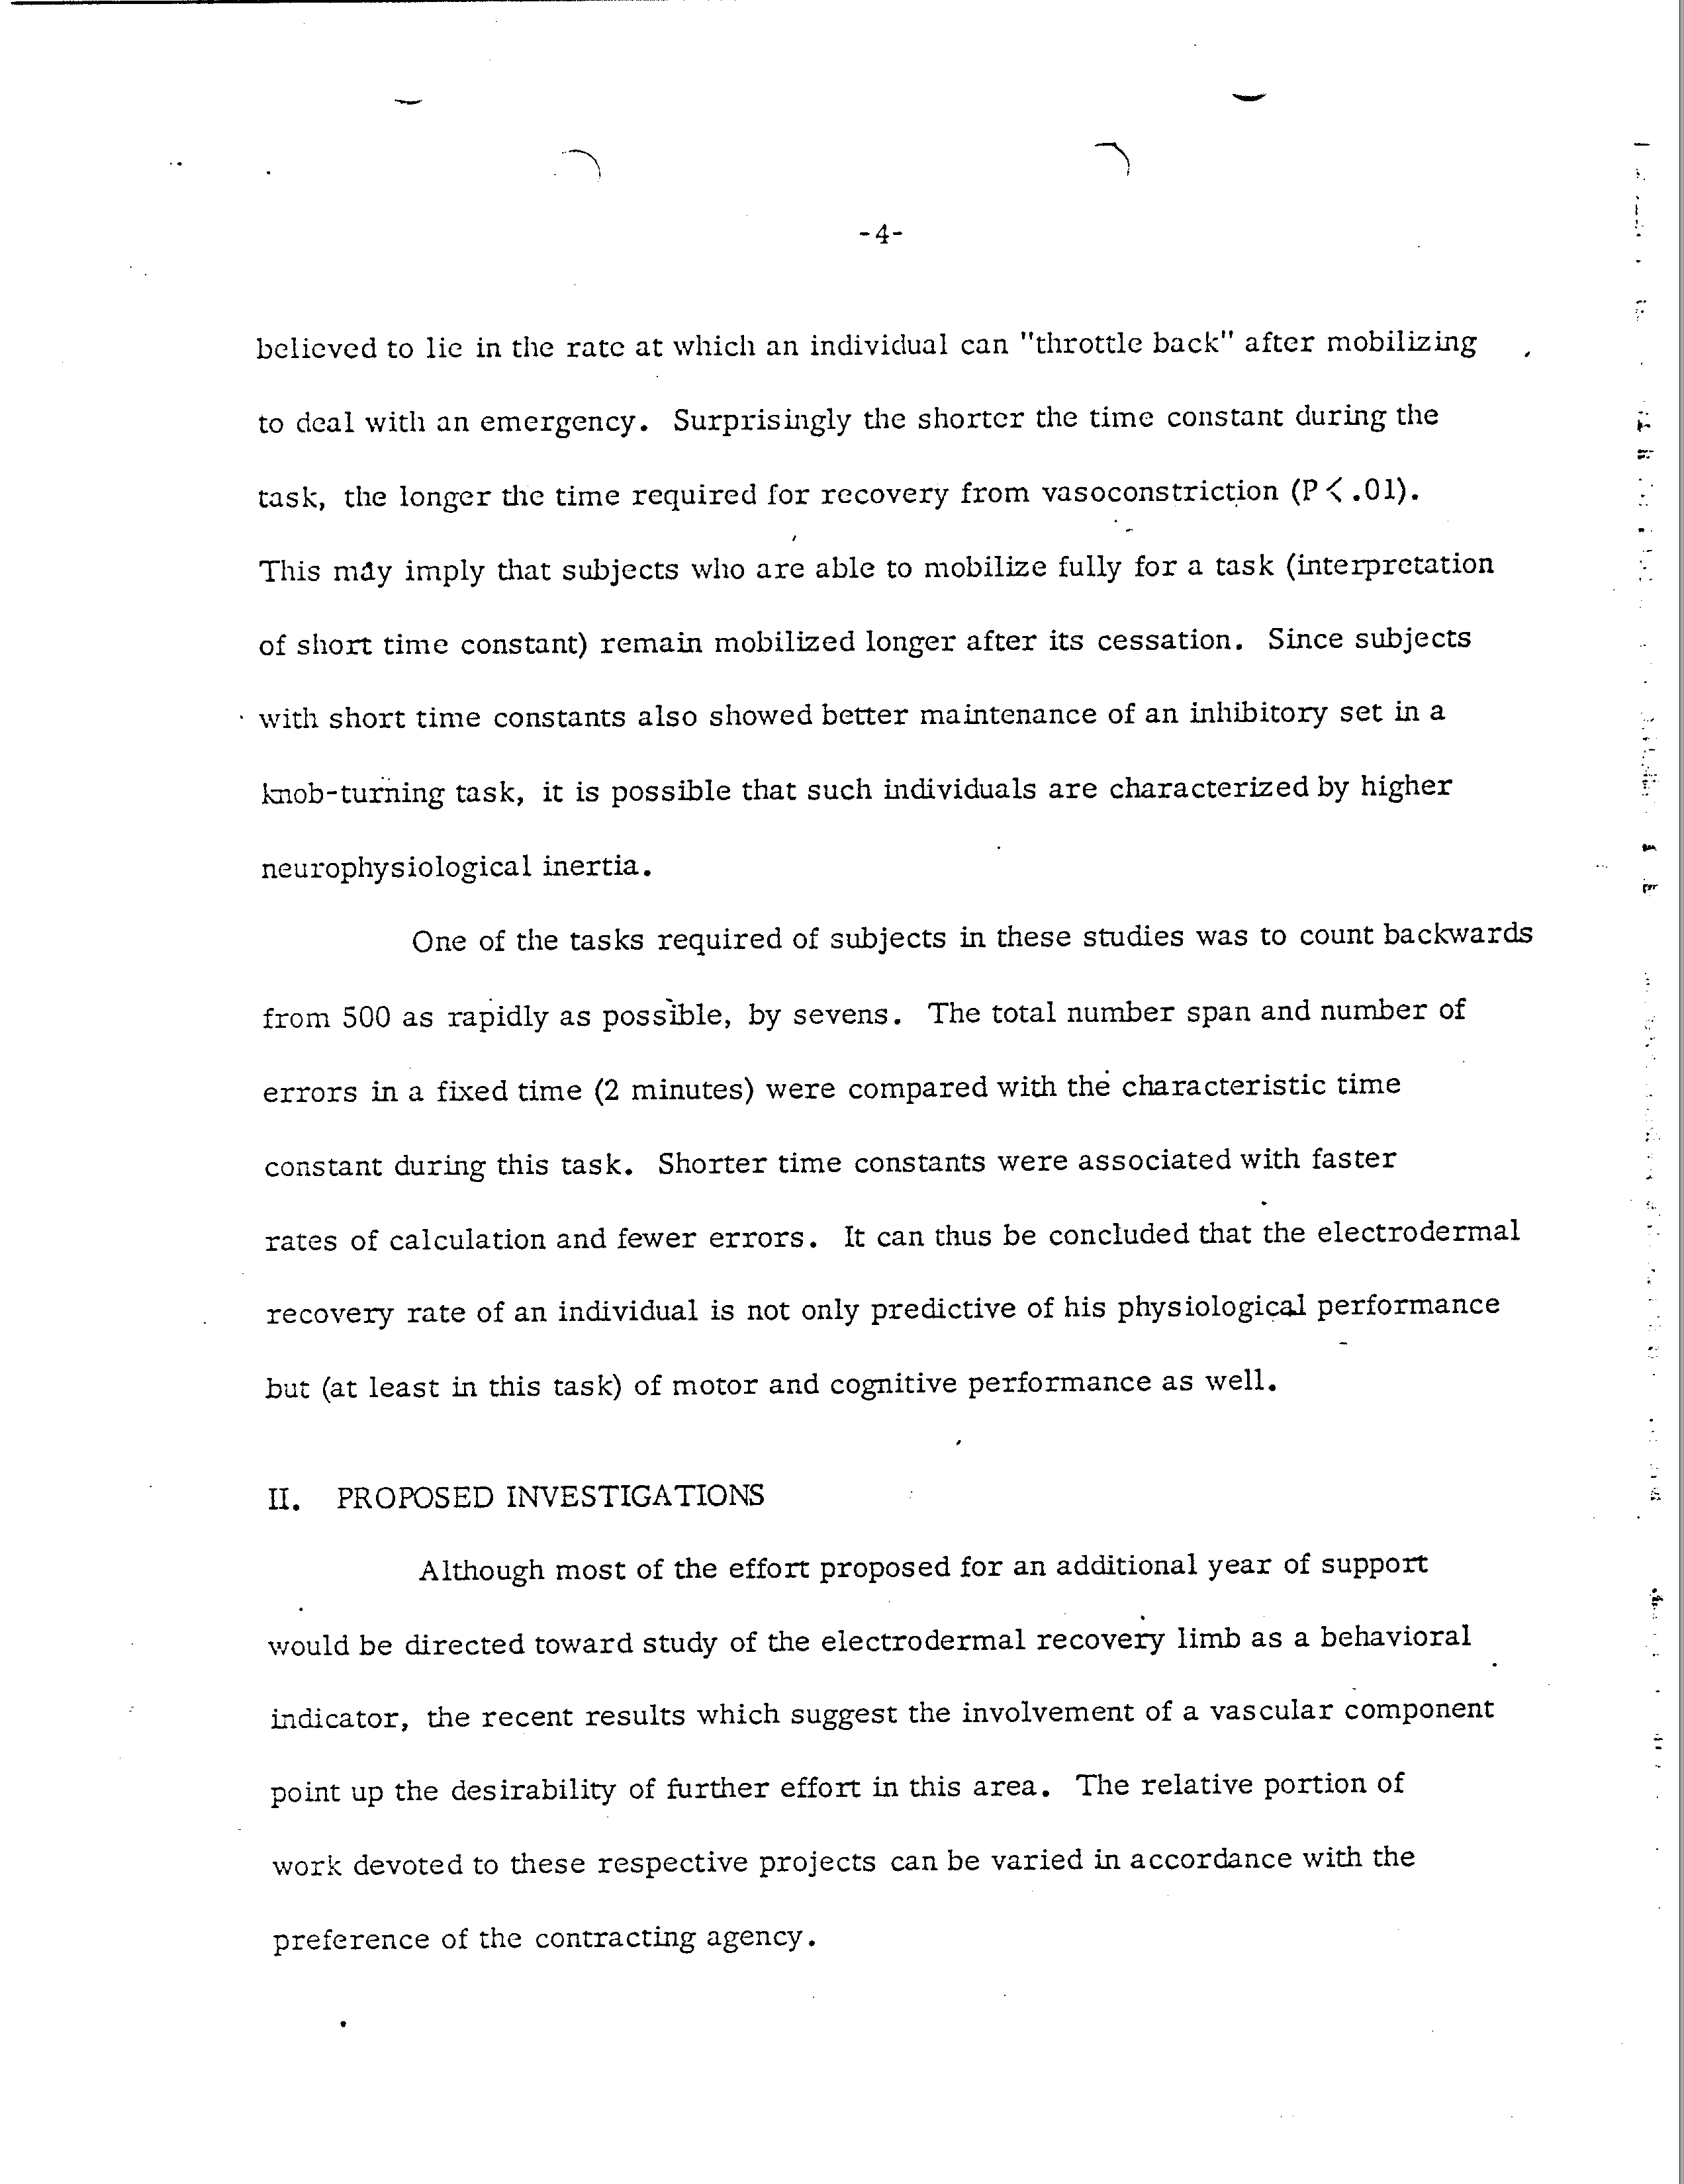 -4-
believed to lie in the rate at which an individual can "throttle back" after mobilizing
to deal with an emergency. Surprisingly the shorter the time constant during the
task, the longer the time required for recovery from vasoconstriction (P < .01).
This may imply that subjects who are able to mobilize fully for a task (interpretation
of short time constant) remain mobilized longer after its cessation. Since subjects
with short time constants also showed better maintenance of an inhibitory set in a
knob-turning task, it is possible that such individuals are characterized by higher
neurophysiological inertia.
One of the tasks required of subjects in these studies was to count backwards
from 500 as rapidly as possible, by sevens. The total number span and number of
errors in a fixed time (2 minutes) were compared with the characteristic time
constant during this task. Shorter time constants were associated with faster
rates of calculation and fewer errors. It can thus be concluded that the electrodermal
recovery rate of an individual is not only predictive of his physiological performance
but (at least in this task) of motor and cognitive performance as well.
II. PROPOSED INVESTIGATIONS
Although most of the effort proposed for an additional year of support
would be directed toward study of the electrodermal recovery limb as a behavioral
indicator, the recent results which suggest the involvement of a vascular component
point up the desirability of further effort in this area. The relative portion of
work devoted to these respective projects can be varied in accordance with the
preference of the contracting agency.